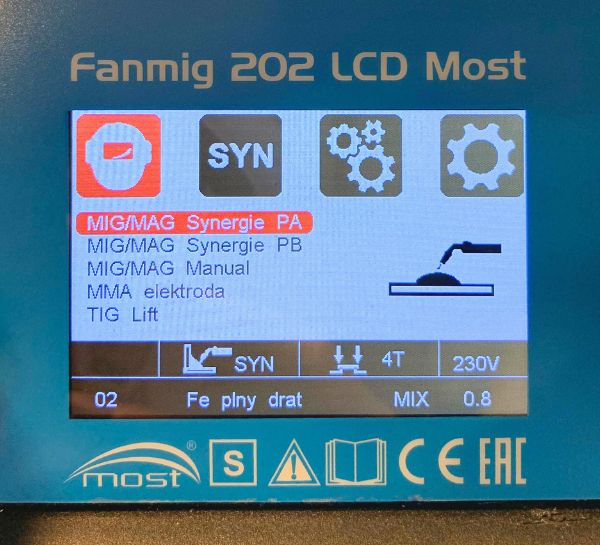 Fanmig 202 LCD Most
SYN
MIG/MAG Synergie PA
MIG/MAG Synergie PB
MIG/MAG Manual
MMA elektroda
TIG Lift
SYN 4T 230V
02 Fe plny drat MIX 0.8
most® S CE EAC